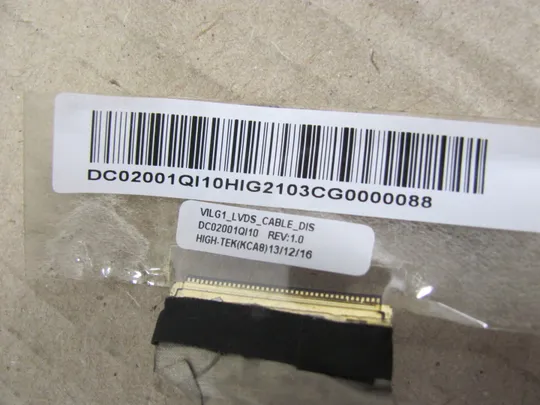 DC02001QI10HIG2103CG0000088
VILG1_LVDS_CABLE_DIS
DC02001QI10 REV:1.0
HIGH-TEK(KCA8)13/12/16